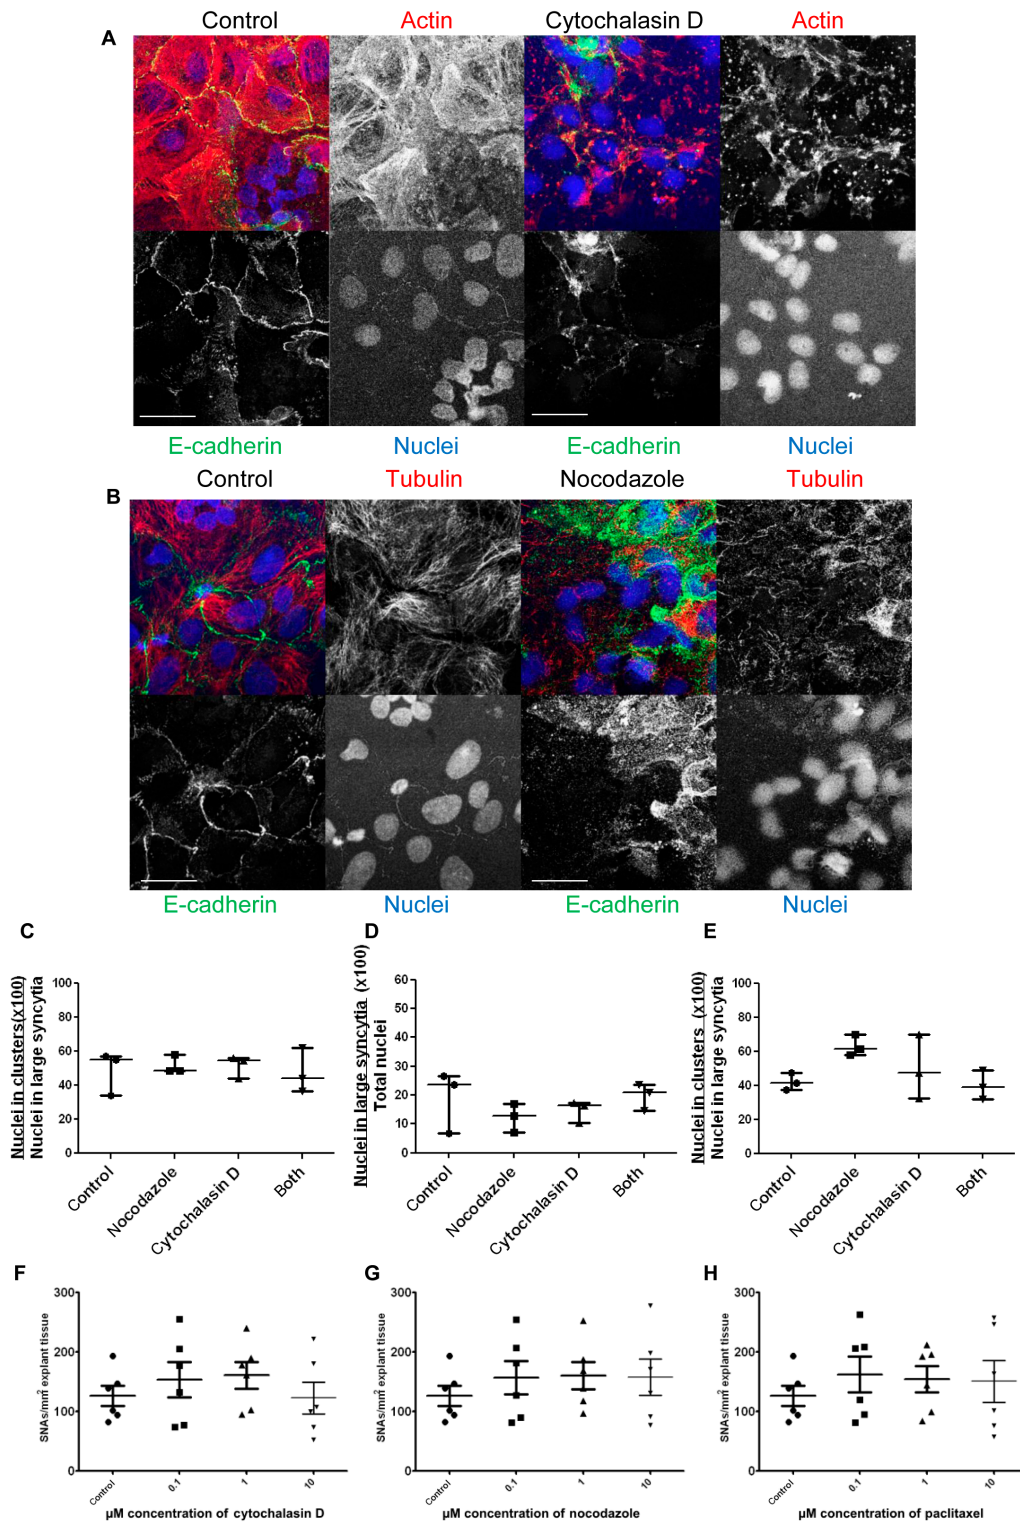 A
Control Actin Cytochalasin D Actin
E-cadherin Nuclei E-cadherin Nuclei
B
Control Tubulin Nocodazole Tubulin
E-cadherin Nuclei E-cadherin Nuclei
C
Nuclei in clusters(x100)
Nuclei in large syncytia
100
80
60
40
20
0
Control
Nocodazole
Cytochalasin D
Both
D
Nuclei in large syncytia (x100)
Total nuclei
60
50
40
30
20
10
0
Control
Nocodazole
Cytochalasin D
Both
E
Nuclei in clusters (x100)
Nuclei in large syncytia
100
80
60
40
20
0
Control
Nocodazole
Cytochalasin D
Both
F
SNAs/mm² explant tissue
300
200
100
0
Control
0.1
1
10
µM concentration of cytochalasin D
G
SNAs/mm² explant tissue
300
200
100
0
Control
0.1
1
10
µM concentration of nocodazole
H
SNAs/mm² explant tissue
300
200
100
0
Control
0.1
1
10
µM concentration of paclitaxel